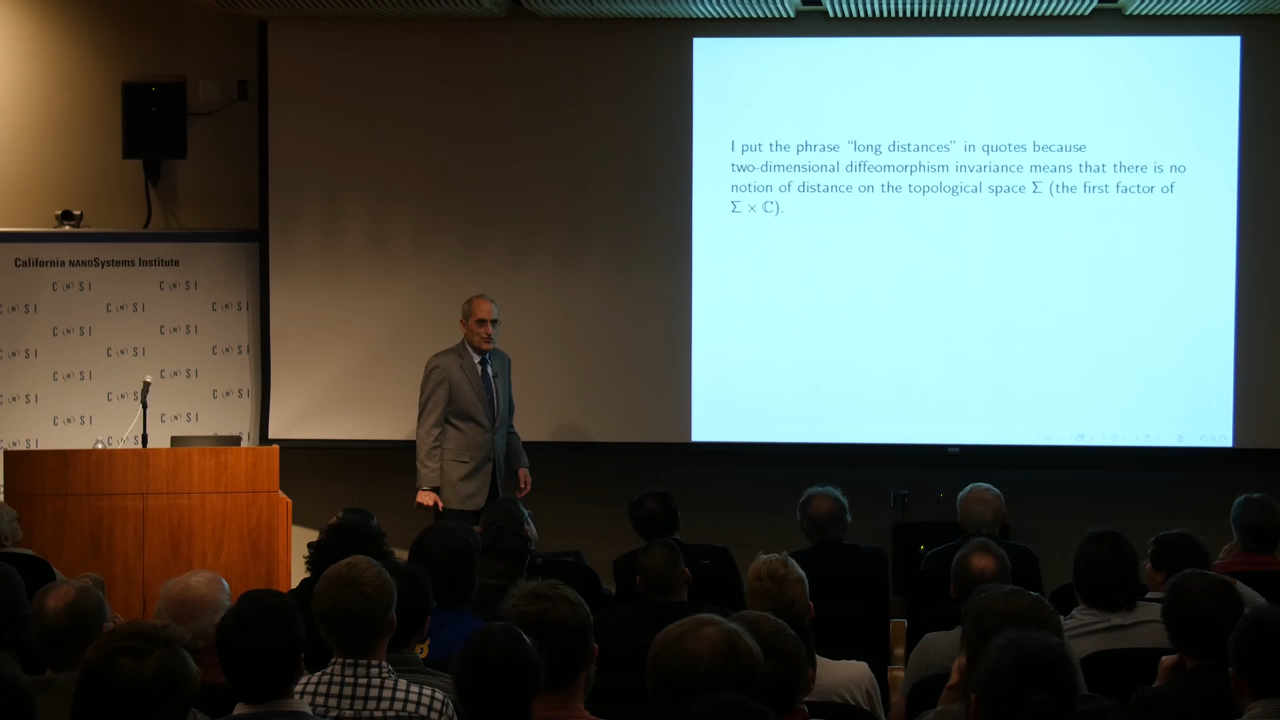 I put the phrase “long distances” in quotes because
two-dimensional diffeomorphism invariance means that there is no
notion of distance on the topological space Σ (the first factor of
Σ × ℂ).
California NANOSystems Institute
C (N) S I C (N) S I
C (N) S I C (N) S I C (N) S I
C (N) S I C (N) S I
C (N) S I C (N) S I C (N) S I
C (N) S I C (N) S I
C (N) S I C (N) S I C (N) S I
C (N) S I C (N) S I
C (N) S I C (N) S I C (N) S I